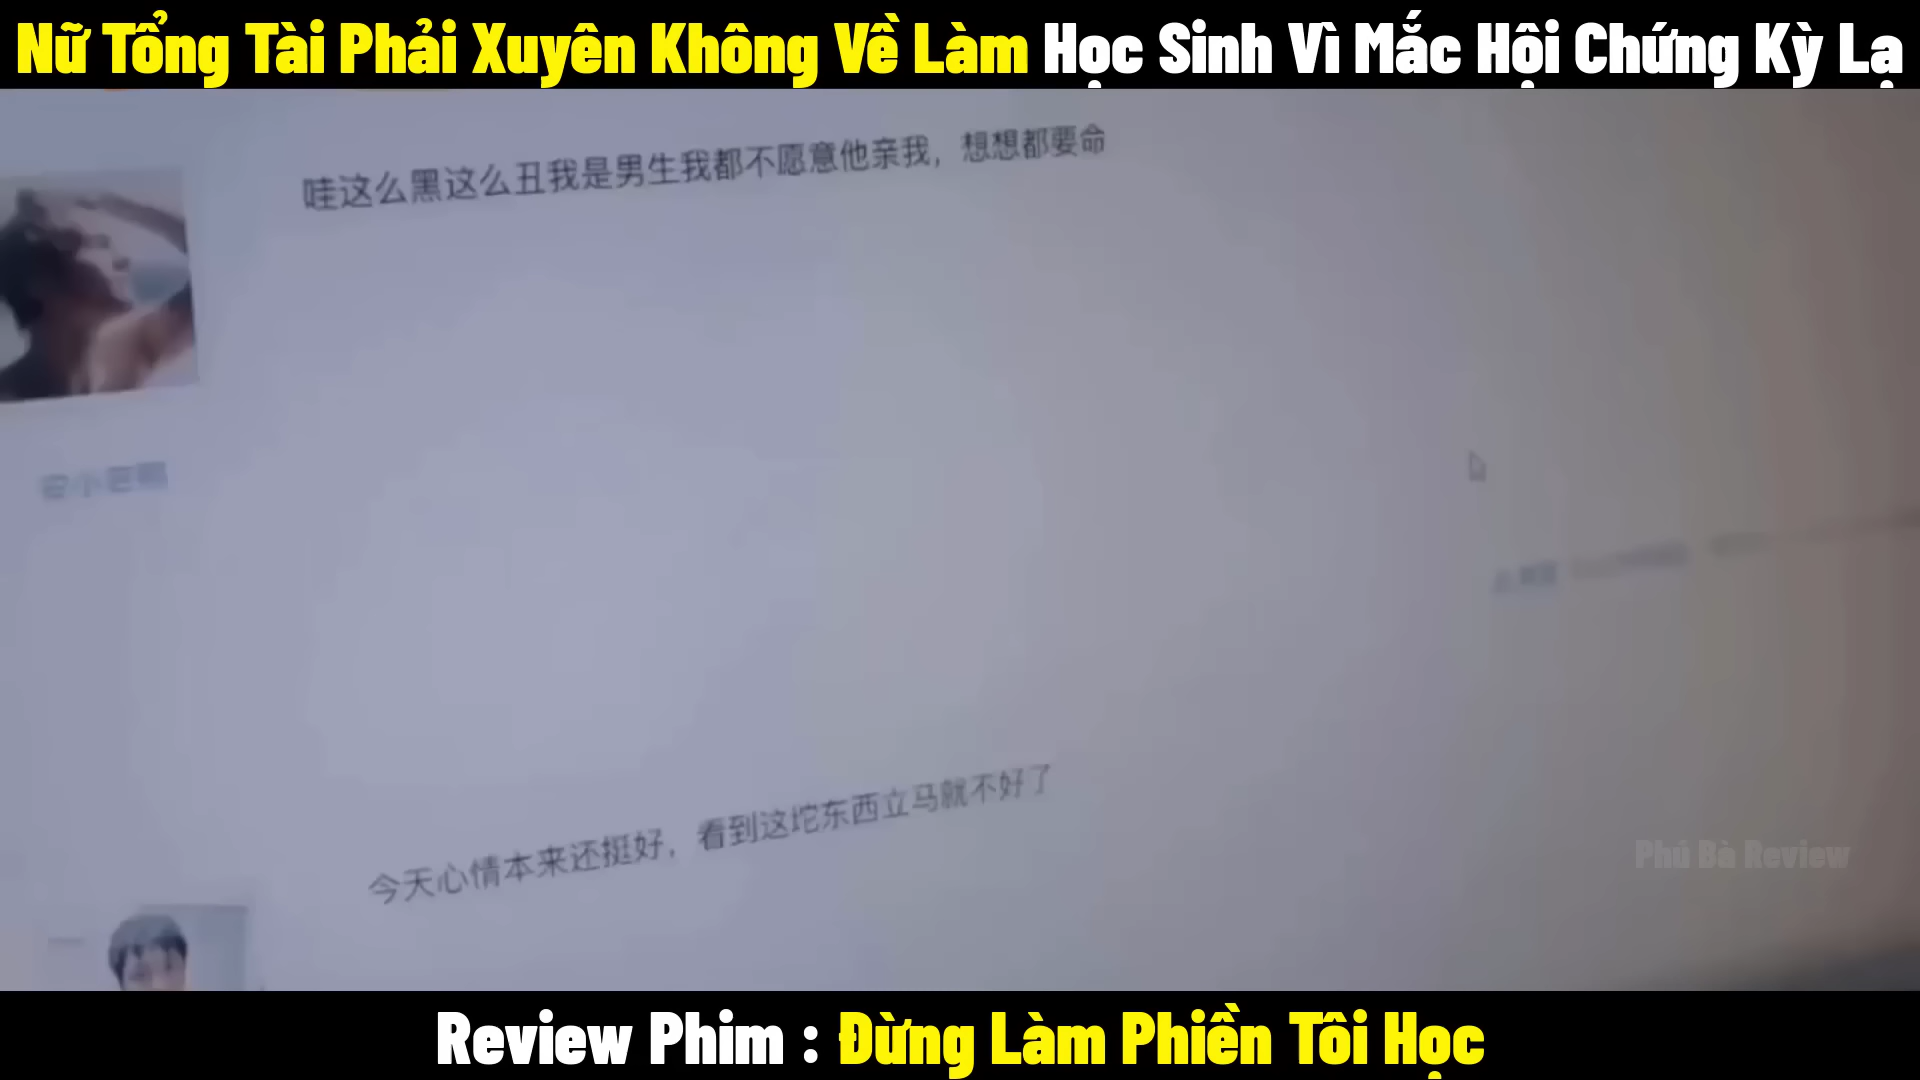 Nữ Tổng Tài Phải Xuyên Không Về Làm Học Sinh Vì Mắc Hội Chứng Kỳ Lạ
哇这么黑这么丑我是男生我都不愿意他亲我，想想都要命
今天心情本来还挺好，看到这坨东西立马就不好了
Phú Bà Review
Review Phim : Đừng Làm Phiền Tôi Học